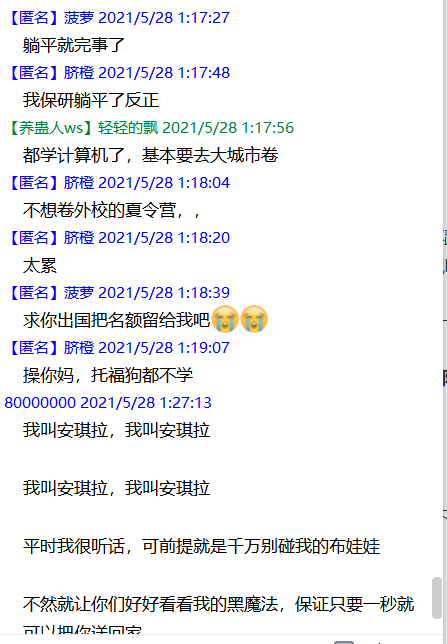 【匿名】菠萝 2021/5/28 1:17:27
躺平就完事了
【匿名】脐橙 2021/5/28 1:17:48
我保研躺平了反正
【养蛊人ws】轻轻的飘 2021/5/28 1:17:56
都学计算机了，基本要去大城市卷
【匿名】脐橙 2021/5/28 1:18:04
不想卷外校的夏令营，，
【匿名】脐橙 2021/5/28 1:18:20
太累
【匿名】菠萝 2021/5/28 1:18:39
求你出国把名额留给我吧😭😭
【匿名】脐橙 2021/5/28 1:19:07
操你妈，托福狗都不学
80000000 2021/5/28 1:27:13
我叫安琪拉，我叫安琪拉
我叫安琪拉，我叫安琪拉
平时我很听话，可前提就是千万别碰我的布娃娃
不然就让你们好好看看我的黑魔法，保证只要一秒就
可以把你送回家